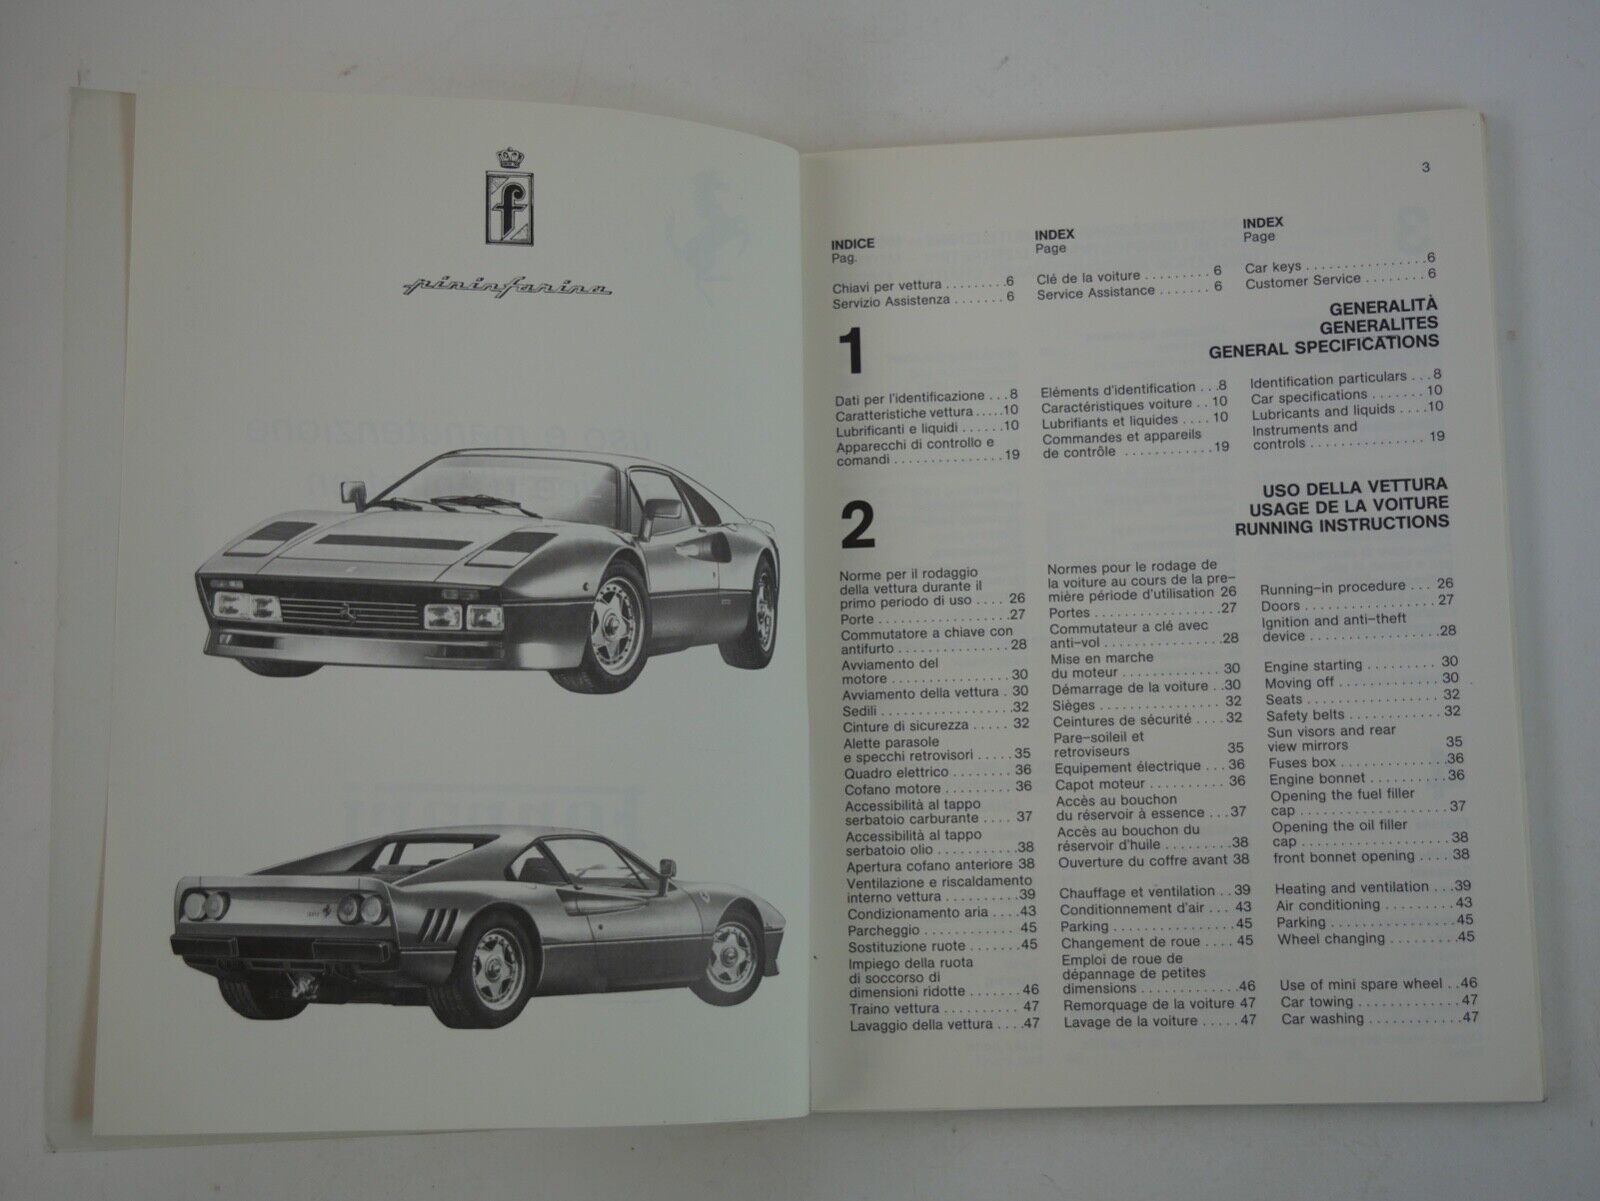 f
pininfarina
3
INDICE
Pag.
Chiavi per vettura . . . . . . . . .6
Servizio Assistenza . . . . . . . 6
INDEX
Page
Clé de la voiture . . . . . . . . . 6
Service Assistance . . . . . . . 6
INDEX
Page
Car keys . . . . . . . . . . . . . . . .6
Customer Service . . . . . . . . 6
1
GENERALITÀ
GENERALITES
GENERAL SPECIFICATIONS
Dati per l'identificazione . . . 8
Caratteristiche vettura . . . . .10
Lubrificanti e liquidi . . . . . . 10
Apparecchi di controllo e
comandi . . . . . . . . . . . . . . . 19
Eléments d'identification . . .8
Caractéristiques voiture . . 10
Lubrifiants et liquides . . . . 10
Commandes et appareils
de contrôle . . . . . . . . . . . . 19
Identification particulars . . . 8
Car specifications . . . . . . . 10
Lubricants and liquids . . . .10
Instruments and
controls . . . . . . . . . . . . . . . 19
2
USO DELLA VETTURA
USAGE DE LA VOITURE
RUNNING INSTRUCTIONS
Norme per il rodaggio
della vettura durante il
primo periodo di uso . . . . 26
Porte . . . . . . . . . . . . . . . . . .27
Commutatore a chiave con
antifurto . . . . . . . . . . . . . . . 28
Avviamento del
motore . . . . . . . . . . . . . . . . 30
Avviamento della vettura . 30
Sedili . . . . . . . . . . . . . . . . . .32
Cinture di sicurezza . . . . . 32
Alette parasole
e specchi retrovisori . . . . . 35
Quadro elettrico . . . . . . . . 36
Cofano motore . . . . . . . . . 36
Accessibilità al tappo
serbatoio carburante . . . . 37
Accessibilità al tappo
serbatoio olio . . . . . . . . . . .38
Apertura cofano anteriore 38
Ventilazione e riscaldamento
interno vettura . . . . . . . . . .39
Condizionamento aria . . . .43
Parcheggio . . . . . . . . . . . . 45
Sostituzione ruote . . . . . . .45
Impiego della ruota
di soccorso di
dimensioni ridotte . . . . . . . 46
Traino vettura . . . . . . . . . . 47
Lavaggio della vettura . . . .47
Normes pour le rodage de
la voiture au cours de la pre-
mière période d'utilisation 26
Portes . . . . . . . . . . . . . . . . .27
Commutateur a clé avec
anti-vol . . . . . . . . . . . . . . . .28
Mise en marche
du moteur . . . . . . . . . . . . . 30
Démarrage de la voiture . .30
Sièges . . . . . . . . . . . . . . . . 32
Ceintures de sécurité . . . . 32
Pare-soileil et
retroviseurs 35
Equipement électrique . . . 36
Capot moteur . . . . . . . . . . 36
Accès au bouchon
du réservoir à essence . . .37
Accès au bouchon du
réservoir d'huile . . . . . . . . .38
Ouverture du coffre avant 38
Chauffage et ventilation . . 39
Conditionnement d'air . . . 43
Parking . . . . . . . . . . . . . . . 45
Changement de roue . . . . 45
Emploi de roue de
dépannage de petites
dimensions . . . . . . . . . . . . 46
Remorquage de la voiture 47
Lavage de la voiture . . . . . 47
Running-in procedure . . . 26
Doors . . . . . . . . . . . . . . . . . 27
Ignition and anti-theft
device . . . . . . . . . . . . . . . . .28
Engine starting . . . . . . . . . 30
Moving off . . . . . . . . . . . . . 30
Seats . . . . . . . . . . . . . . . . . 32
Safety belts . . . . . . . . . . . . 32
Sun visors and rear
view mirrors 35
Fuses box . . . . . . . . . . . . . .36
Engine bonnet . . . . . . . . . . 36
Opening the fuel filler
cap . . . . . . . . . . . . . . . . . . . 37
Opening the oil filler
cap . . . . . . . . . . . . . . . . . . . 38
front bonnet opening . . . . 38
Heating and ventilation . . .39
Air conditioning . . . . . . . . . 43
Parking . . . . . . . . . . . . . . . . 45
Wheel changing . . . . . . . . .45
Use of mini spare wheel . . 46
Car towing . . . . . . . . . . . . . 47
Car washing . . . . . . . . . . . .47